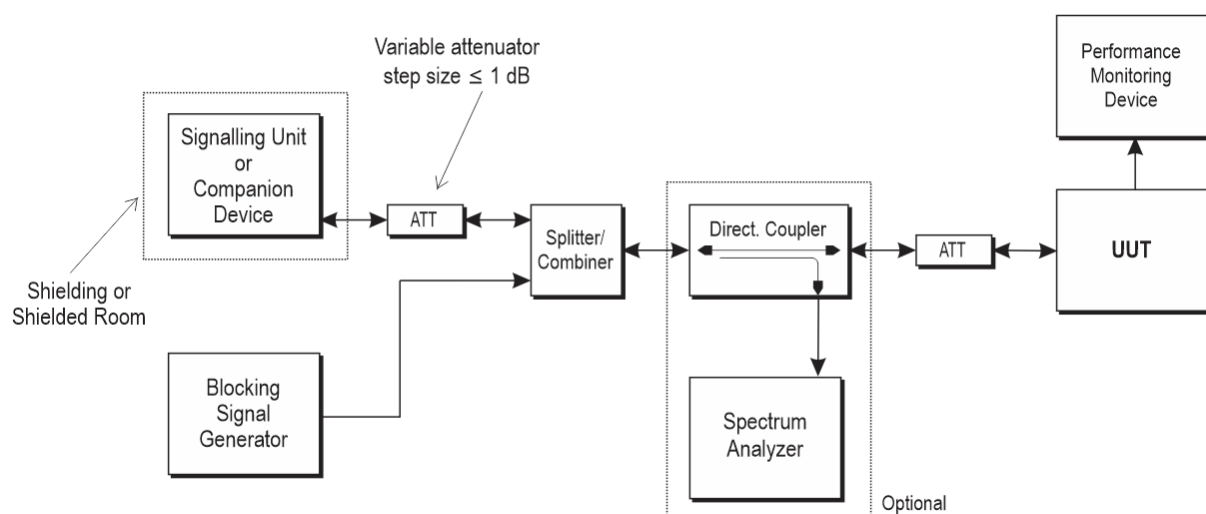 Variable attenuator
step size ≤ 1 dB
Performance
Monitoring
Device
Signalling Unit
or
Companion
Device
ATT
Splitter/
Combiner
Direct. Coupler
ATT
UUT
Shielding or
Shielded Room
Blocking
Signal
Generator
Spectrum
Analyzer
Optional